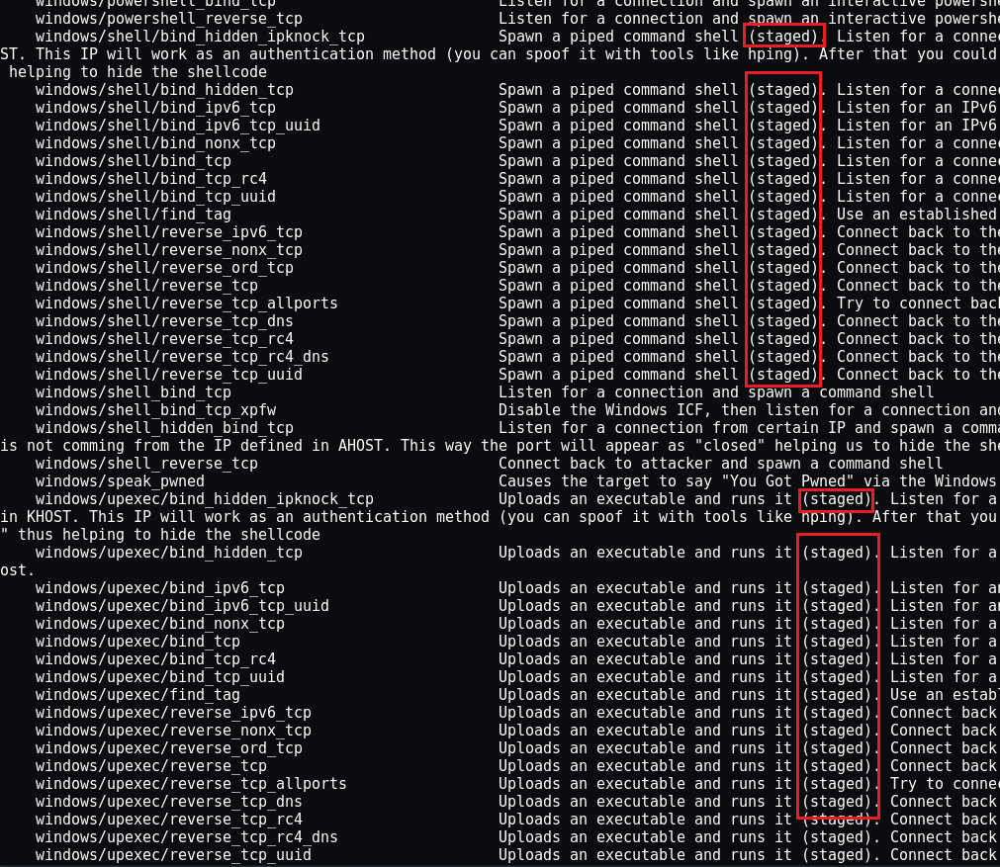 windows/powershell_bind_tcp Listen for a connection and spawn an interactive powershe
windows/powershell_reverse_tcp Listen for a connection and spawn an interactive powershe
windows/shell/bind_hidden_ipknock_tcp Spawn a piped command shell (staged). Listen for a connec
ST. This IP will work as an authentication method (you can spoof it with tools like hping). After that you could
helping to hide the shellcode
windows/shell/bind_hidden_tcp Spawn a piped command shell (staged). Listen for a connec
windows/shell/bind_ipv6_tcp Spawn a piped command shell (staged). Listen for an IPv6
windows/shell/bind_ipv6_tcp_uuid Spawn a piped command shell (staged). Listen for an IPv6
windows/shell/bind_nonx_tcp Spawn a piped command shell (staged). Listen for a connec
windows/shell/bind_tcp Spawn a piped command shell (staged). Listen for a connec
windows/shell/bind_tcp_rc4 Spawn a piped command shell (staged). Listen for a connec
windows/shell/bind_tcp_uuid Spawn a piped command shell (staged). Listen for a connec
windows/shell/find_tag Spawn a piped command shell (staged). Use an established
windows/shell/reverse_ipv6_tcp Spawn a piped command shell (staged). Connect back to the
windows/shell/reverse_nonx_tcp Spawn a piped command shell (staged). Connect back to the
windows/shell/reverse_ord_tcp Spawn a piped command shell (staged). Connect back to the
windows/shell/reverse_tcp Spawn a piped command shell (staged). Connect back to the
windows/shell/reverse_tcp_allports Spawn a piped command shell (staged). Try to connect back
windows/shell/reverse_tcp_dns Spawn a piped command shell (staged). Connect back to the
windows/shell/reverse_tcp_rc4 Spawn a piped command shell (staged). Connect back to the
windows/shell/reverse_tcp_rc4_dns Spawn a piped command shell (staged). Connect back to the
windows/shell/reverse_tcp_uuid Spawn a piped command shell (staged). Connect back to the
windows/shell_bind_tcp Listen for a connection and spawn a command shell
windows/shell_bind_tcp_xpfw Disable the Windows ICF, then listen for a connection and
windows/shell_hidden_bind_tcp Listen for a connection from certain IP and spawn a comma
is not comming from the IP defined in AHOST. This way the port will appear as "closed" helping us to hide the she
windows/shell_reverse_tcp Connect back to attacker and spawn a command shell
windows/speak_pwned Causes the target to say "You Got Pwned" via the Windows
windows/upexec/bind_hidden_ipknock_tcp Uploads an executable and runs it (staged). Listen for a
in KHOST. This IP will work as an authentication method (you can spoof it with tools like hping). After that you
" thus helping to hide the shellcode
windows/upexec/bind_hidden_tcp Uploads an executable and runs it (staged). Listen for a
ost.
windows/upexec/bind_ipv6_tcp Uploads an executable and runs it (staged). Listen for an
windows/upexec/bind_ipv6_tcp_uuid Uploads an executable and runs it (staged). Listen for an
windows/upexec/bind_nonx_tcp Uploads an executable and runs it (staged). Listen for a
windows/upexec/bind_tcp Uploads an executable and runs it (staged). Listen for a
windows/upexec/bind_tcp_rc4 Uploads an executable and runs it (staged). Listen for a
windows/upexec/bind_tcp_uuid Uploads an executable and runs it (staged). Listen for a
windows/upexec/find_tag Uploads an executable and runs it (staged). Use an establ
windows/upexec/reverse_ipv6_tcp Uploads an executable and runs it (staged). Connect back
windows/upexec/reverse_nonx_tcp Uploads an executable and runs it (staged). Connect back
windows/upexec/reverse_ord_tcp Uploads an executable and runs it (staged). Connect back
windows/upexec/reverse_tcp Uploads an executable and runs it (staged). Connect back
windows/upexec/reverse_tcp_allports Uploads an executable and runs it (staged). Try to connec
windows/upexec/reverse_tcp_dns Uploads an executable and runs it (staged). Connect back
windows/upexec/reverse_tcp_rc4 Uploads an executable and runs it (staged). Connect back
windows/upexec/reverse_tcp_rc4_dns Uploads an executable and runs it (staged). Connect back
windows/upexec/reverse_tcp_uuid Uploads an executable and runs it (staged). Connect back